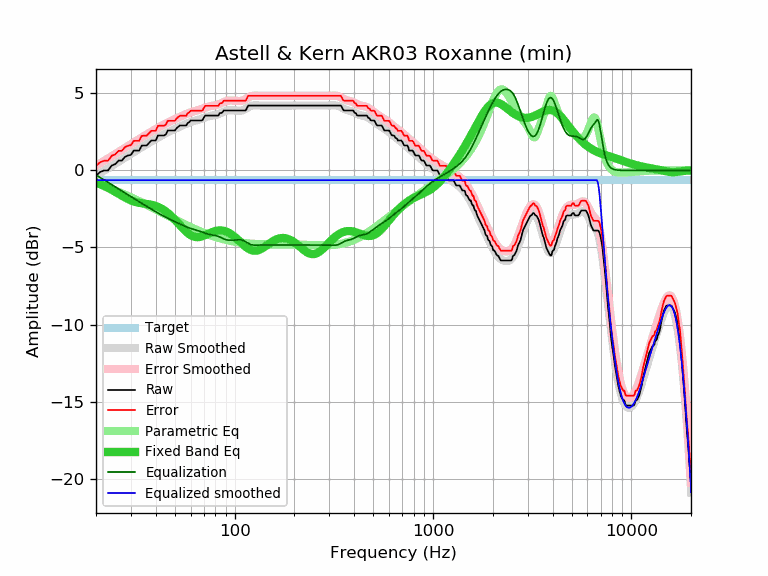 Astell & Kern AKR03 Roxanne (min)
Amplitude (dBr)
5
0
−5
−10
−15
−20
Target
Raw Smoothed
Error Smoothed
Raw
Error
Parametric Eq
Fixed Band Eq
Equalization
Equalized smoothed
100
1000
10000
Frequency (Hz)